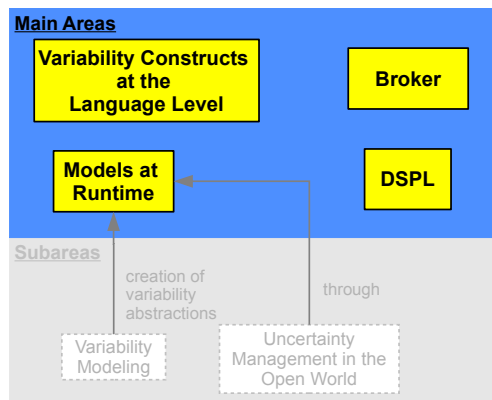 Main Areas
Variability Constructs
at the
Language Level
Broker
Models at
Runtime
DSPL
Subareas
creation of
variability
abstractions
through
Variability
Modeling
Uncertainty
Management in the
Open World